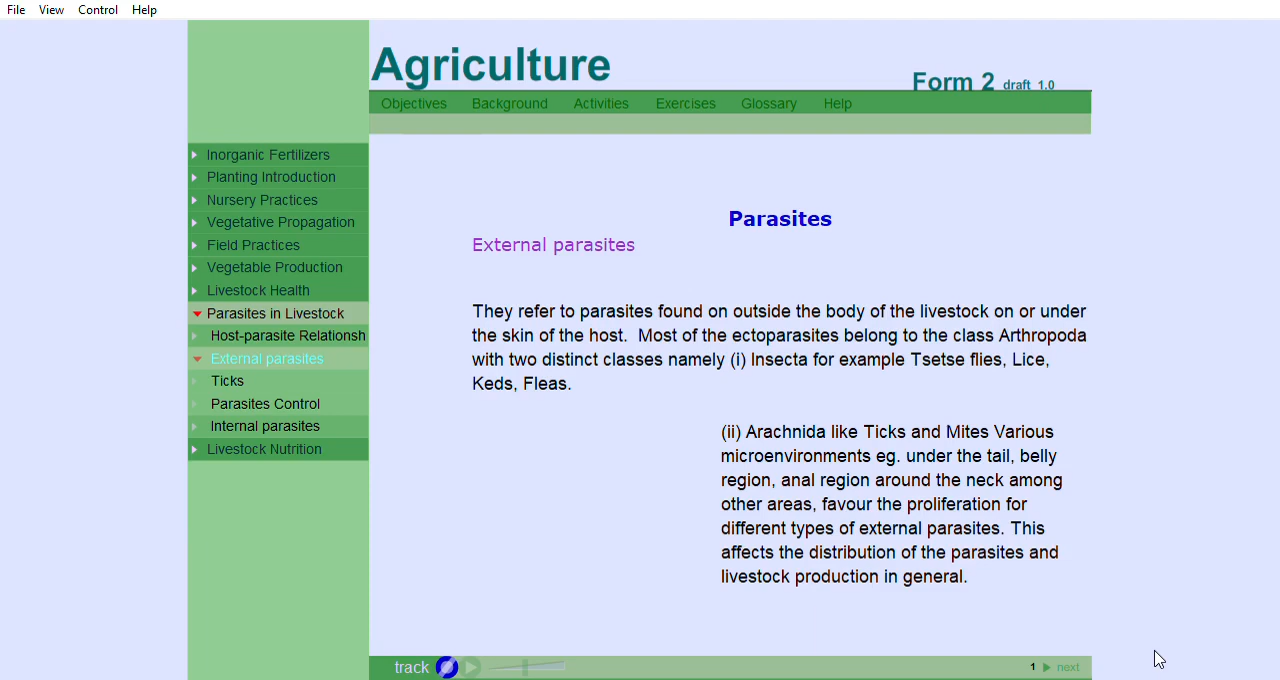 File View Control Help
Agriculture
Form 2 draft 1.0
Objectives Background Activities Exercises Glossary Help
Inorganic Fertilizers
Planting Introduction
Nursery Practices
Vegetative Propagation
Field Practices
Vegetable Production
Livestock Health
Parasites in Livestock
Host-parasite Relationsh
External parasites
Ticks
Parasites Control
Internal parasites
Livestock Nutrition
Parasites
External parasites
They refer to parasites found on outside the body of the livestock on or under
the skin of the host. Most of the ectoparasites belong to the class Arthropoda
with two distinct classes namely (i) Insecta for example Tsetse flies, Lice,
Keds, Fleas.
(ii) Arachnida like Ticks and Mites Various
microenvironments eg. under the tail, belly
region, anal region around the neck among
other areas, favour the proliferation for
different types of external parasites. This
affects the distribution of the parasites and
livestock production in general.
track
1 next